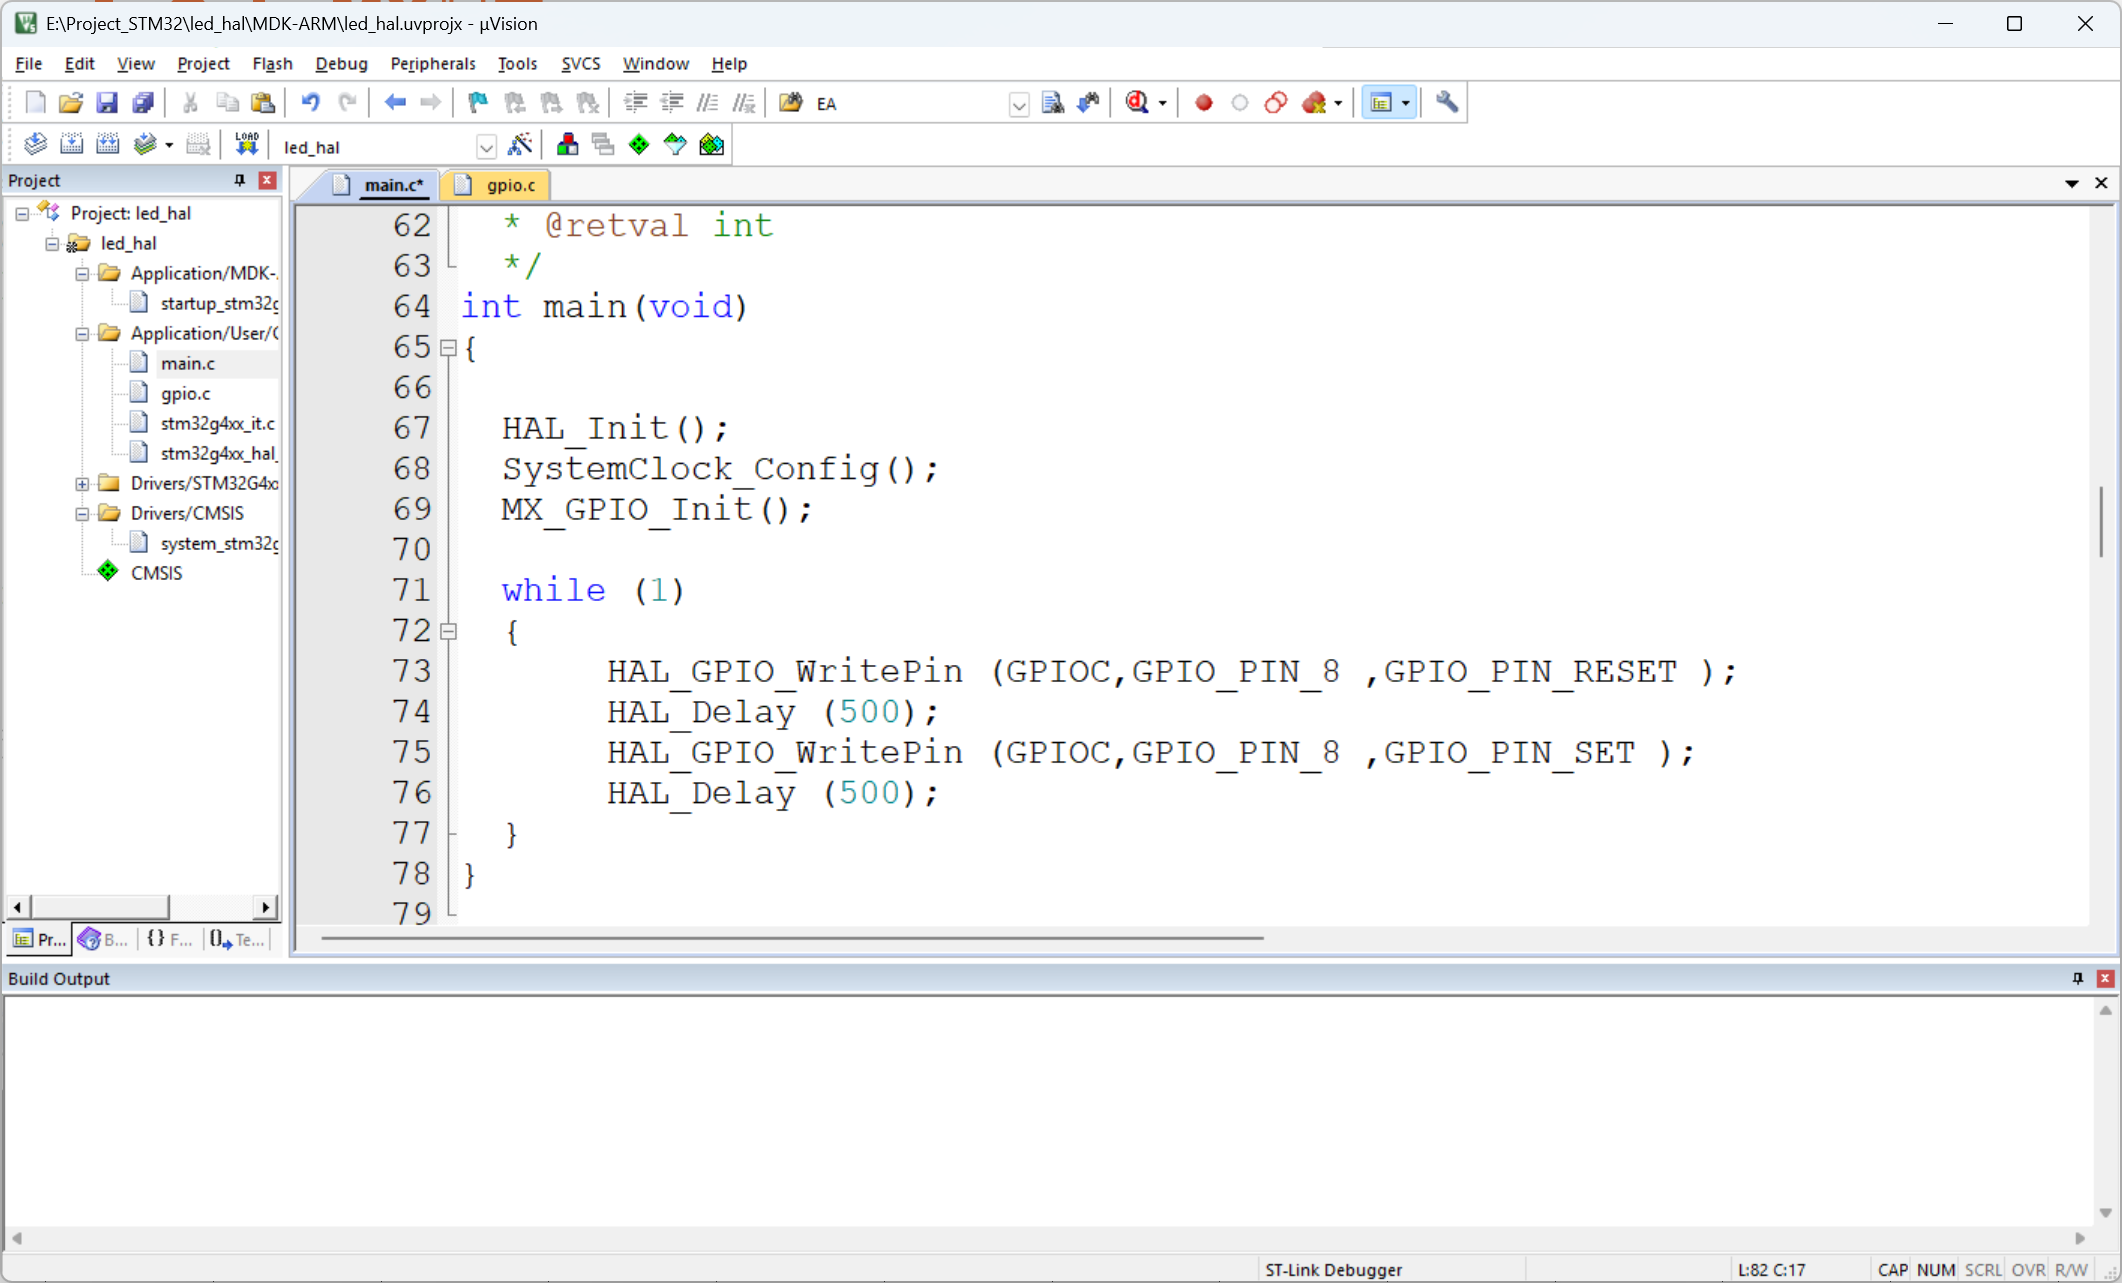 E:\Project_STM32\led_hal\MDK-ARM\led_hal.uvprojx - µVision
File Edit View Project Flash Debug Peripherals Tools SVCS Window Help
EA
LOAD led_hal
Project
main.c* gpio.c
Project: led_hal
led_hal
Application/MDK-
startup_stm32g
Application/User/C
main.c
gpio.c
stm32g4xx_it.c
stm32g4xx_hal_
Drivers/STM32G4xx
Drivers/CMSIS
system_stm32g
CMSIS
Pr... B... {} F... Te...
62 * @retval int
63 */
64 int main(void)
65 {
66
67 HAL_Init();
68 SystemClock_Config();
69 MX_GPIO_Init();
70
71 while (1)
72 {
73 HAL_GPIO_WritePin (GPIOC,GPIO_PIN_8 ,GPIO_PIN_RESET );
74 HAL_Delay (500);
75 HAL_GPIO_WritePin (GPIOC,GPIO_PIN_8 ,GPIO_PIN_SET );
76 HAL_Delay (500);
77 }
78 }
79
Build Output
ST-Link Debugger L:82 C:17 CAP NUM SCRL OVR R/W